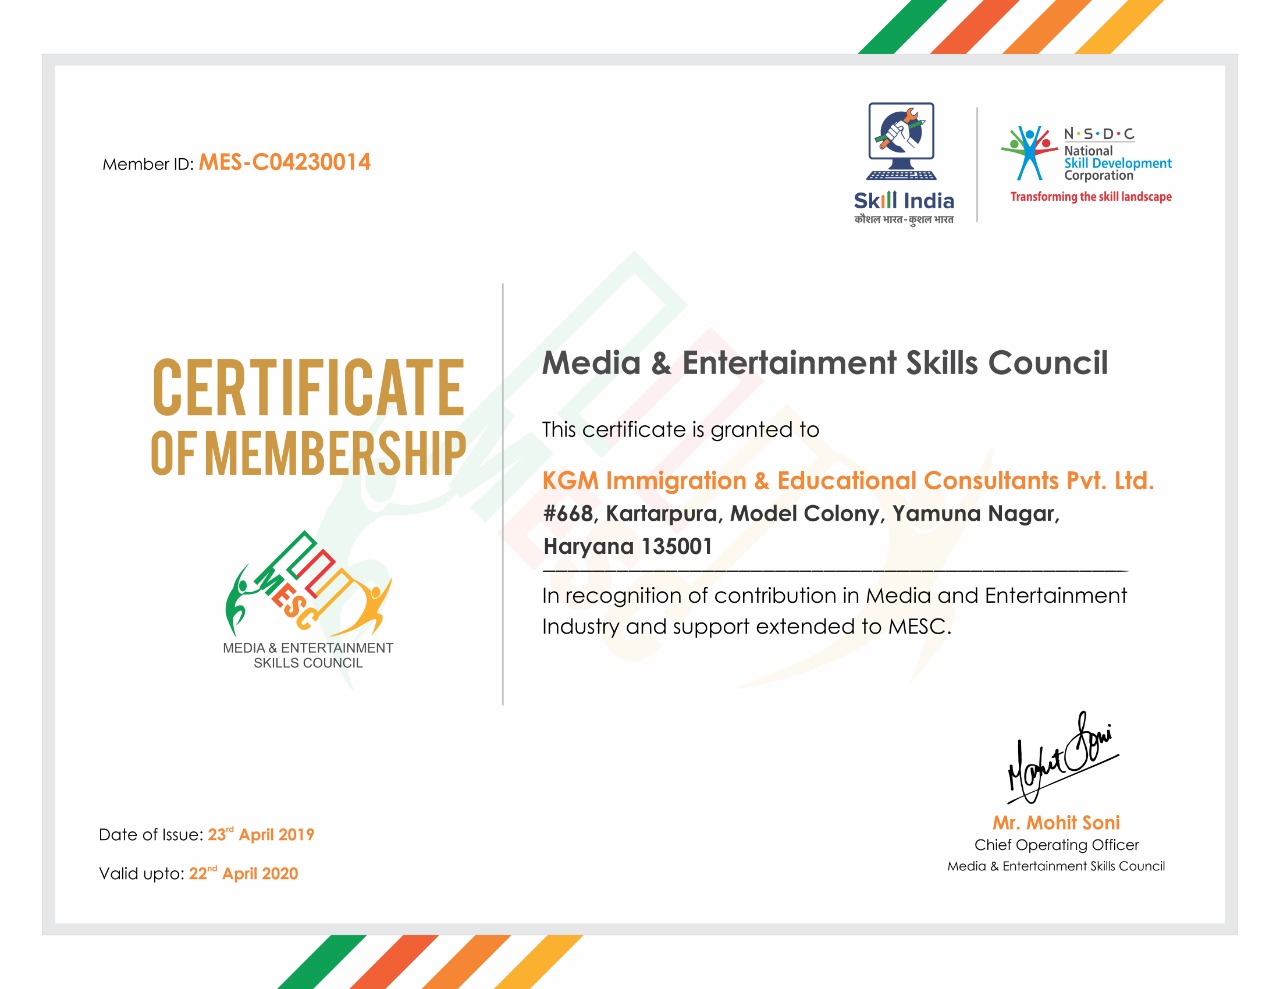 Member ID: MES-C04230014
Skill India
कौशल भारत - कुशल भारत
N·S·D·C
National
Skill Development
Corporation
Transforming the skill landscape
CERTIFICATE
OF MEMBERSHIP
MESC
MEDIA & ENTERTAINMENT
SKILLS COUNCIL
Media & Entertainment Skills Council
This certificate is granted to
KGM Immigration & Educational Consultants Pvt. Ltd.
#668, Kartarpura, Model Colony, Yamuna Nagar,
Haryana 135001
In recognition of contribution in Media and Entertainment
Industry and support extended to MESC.
MESC
Mohit Soni
Mr. Mohit Soni
Chief Operating Officer
Media & Entertainment Skills Council
Date of Issue: 23rd April 2019
Valid upto: 22nd April 2020